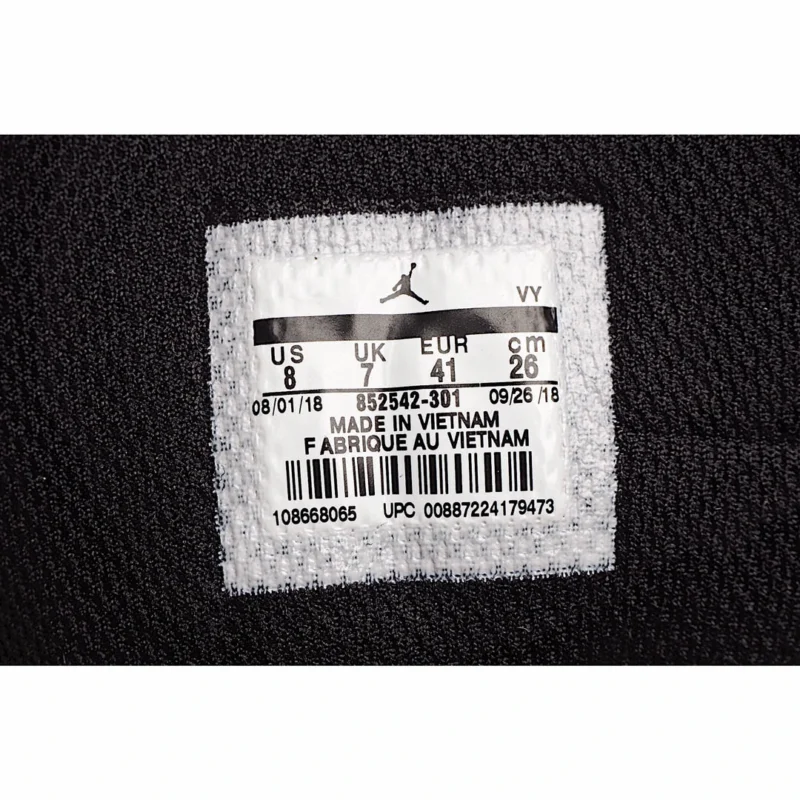 VY
US UK EUR cm
8 7 41 26
08/01/18 852542-301 09/26/18
MADE IN VIETNAM
FABRIQUE AU VIETNAM
108668065 UPC 00887224179473